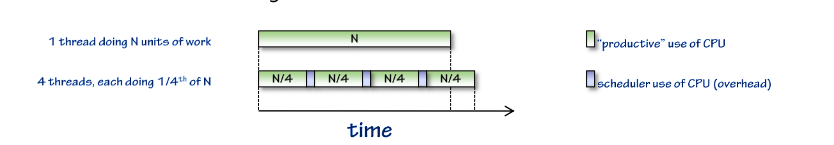 1 thread doing N units of work
N
"productive" use of CPU
4 threads, each doing 1/4th of N
N/4 N/4 N/4 N/4
scheduler use of CPU (overhead)
time